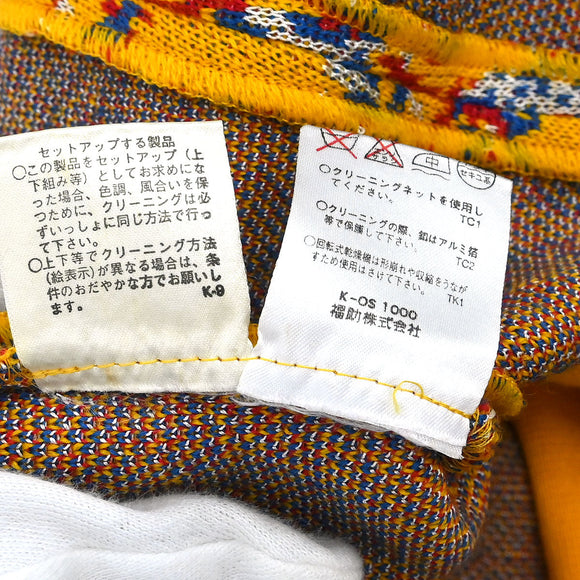 セットアップする製品
○この製品をセットアップ(上
下組み等)としてお求めにな
った場合、色調、風合いを保
つために、クリーニングは必
ずいっしょに同じ方法で行っ
て下さい。
○上下等でクリーニング方法
(絵表示)が異なる場合は、条
件のおだやかな方でお願いし
ます。 K-9
セキユ系
○クリーニングネットを使用し
てください。 TC1
○クリーニングの際、釦はアルミ箔
等で保護して下さい。 TC2
○回転式乾燥機は形崩れや収縮をうなが
すため使用はさけて下さい。 TK1
K-OS 1000
福助株式会社